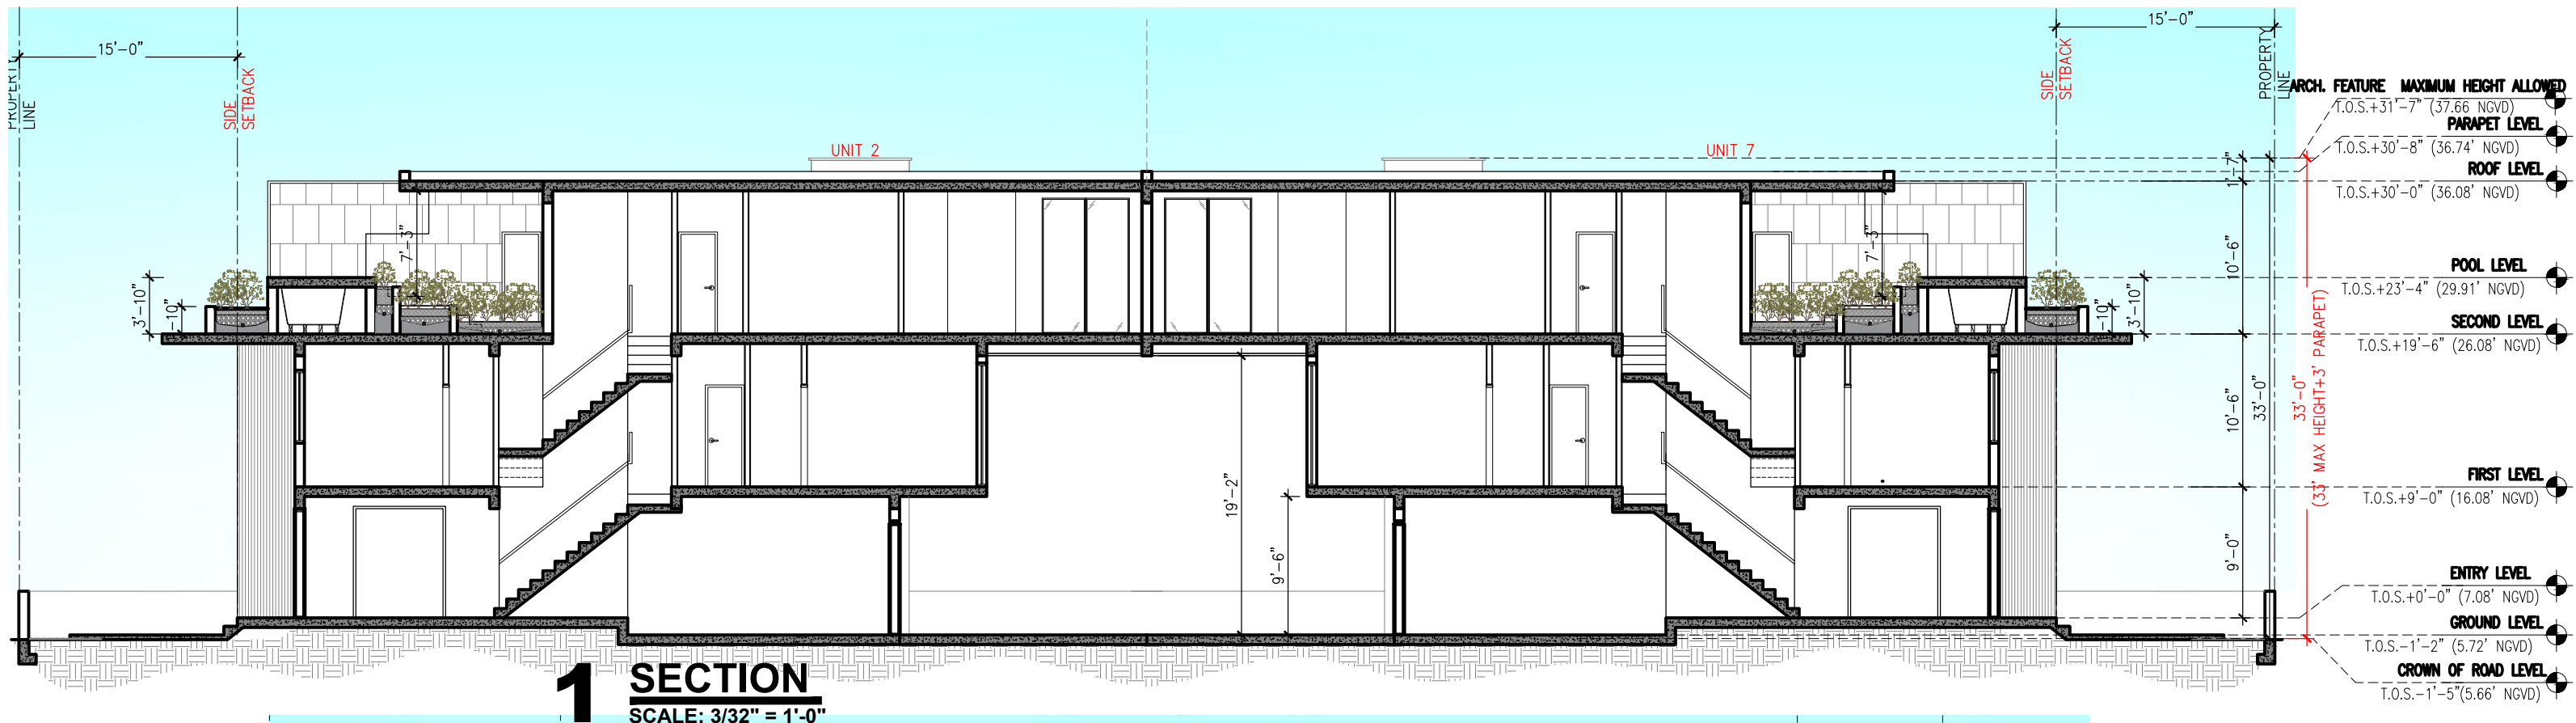 15'-0"
15'-0"
PROPERTY
LINE
SIDE
SETBACK
SIDE
SETBACK
PROPERTY
LINE
ARCH. FEATURE MAXIMUM HEIGHT ALLOWED
T.O.S.+31'-7" (37.66 NGVD)
PARAPET LEVEL
T.O.S.+30'-8" (36.74' NGVD)
UNIT 2
UNIT 7
1'-7"
ROOF LEVEL
T.O.S.+30'-0" (36.08' NGVD)
7'-3"
7'-3"
10'-6"
POOL LEVEL
T.O.S.+23'-4" (29.91' NGVD)
3'-10"
-10"
-10"
3'-10"
SECOND LEVEL
T.O.S.+19'-6" (26.08' NGVD)
10'-6"
33'-0"
33'-0"
(33' MAX HEIGHT+3' PARAPET)
19'-2"
FIRST LEVEL
T.O.S.+9'-0" (16.08' NGVD)
9'-6"
9'-0"
ENTRY LEVEL
T.O.S.+0'-0" (7.08' NGVD)
GROUND LEVEL
T.O.S.-1'-2" (5.72' NGVD)
CROWN OF ROAD LEVEL
T.O.S.-1'-5"(5.66' NGVD)
1 SECTION
SCALE: 3/32" = 1'-0"